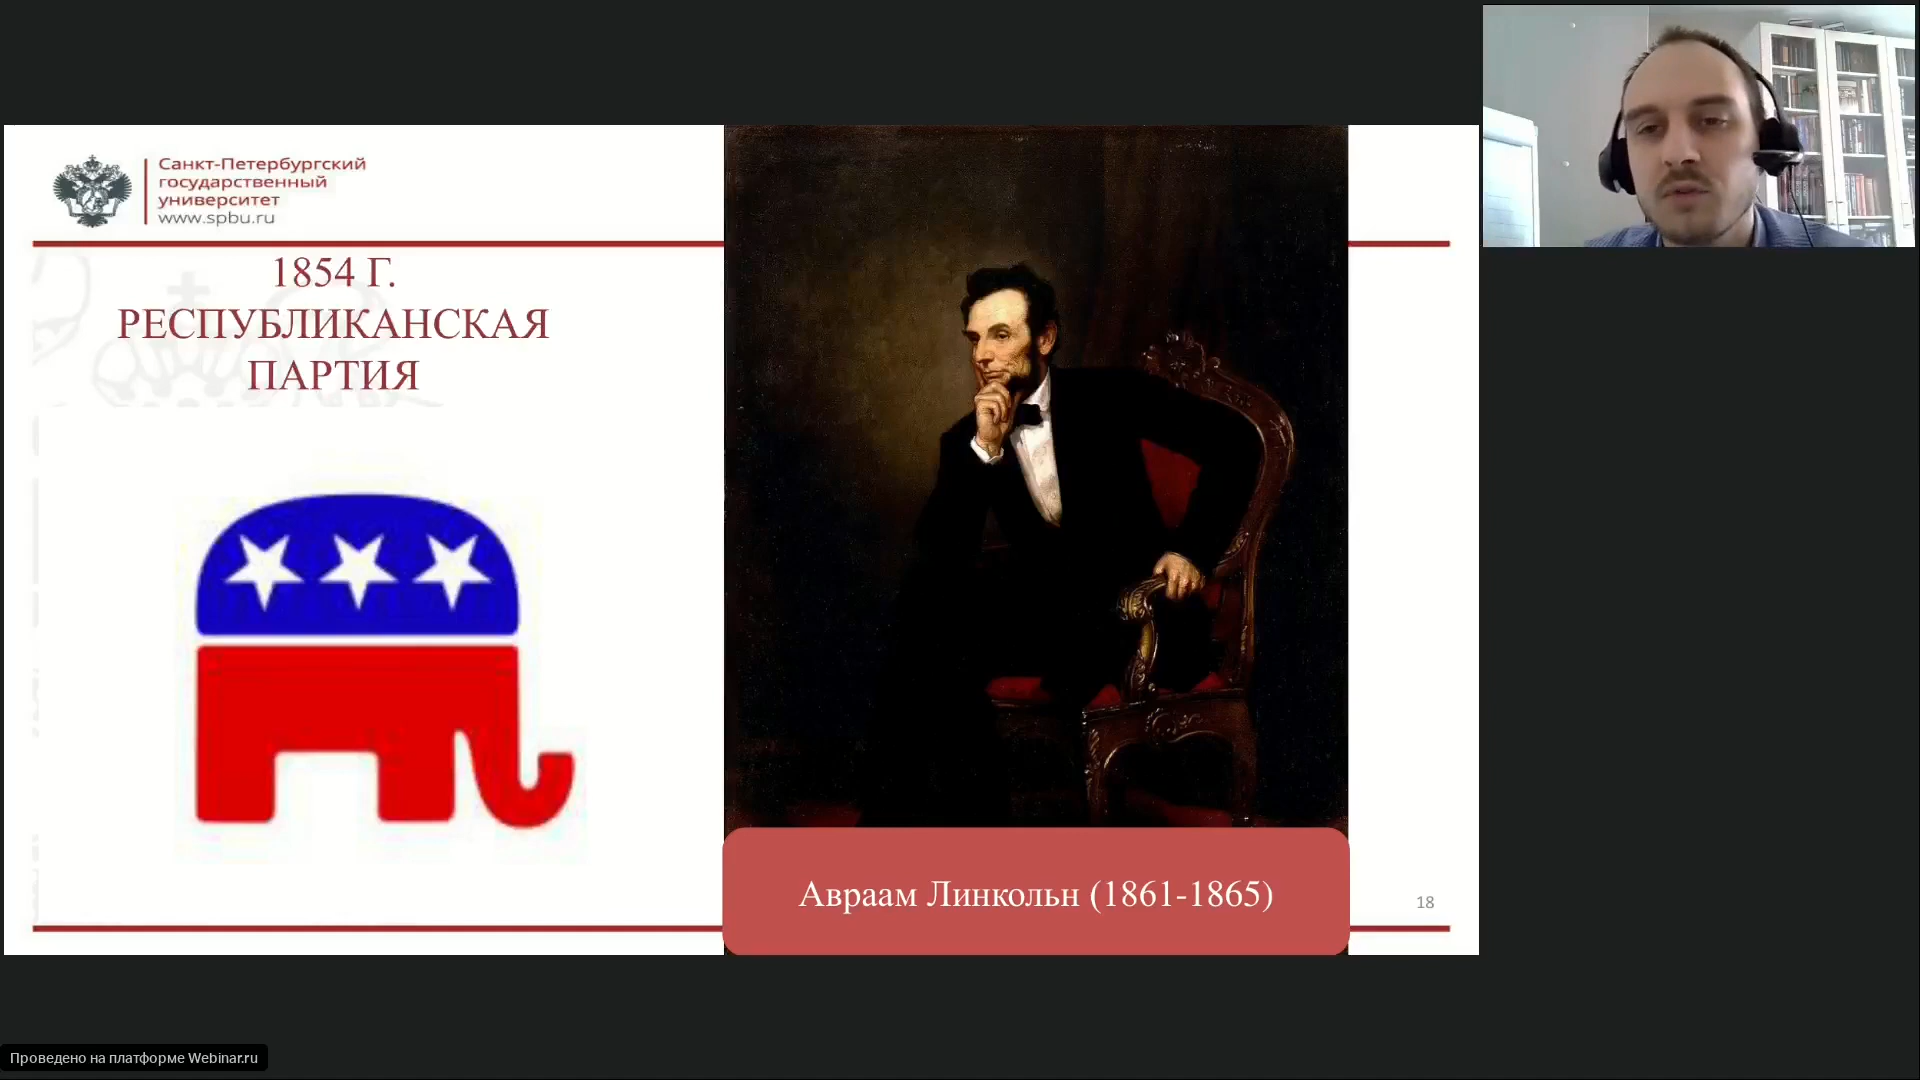 Санкт-Петербургский
государственный
университет
www.spbu.ru
1854 Г.
РЕСПУБЛИКАНСКАЯ
ПАРТИЯ
Авраам Линкольн (1861-1865)
18
Проведено на платформе Webinar.ru